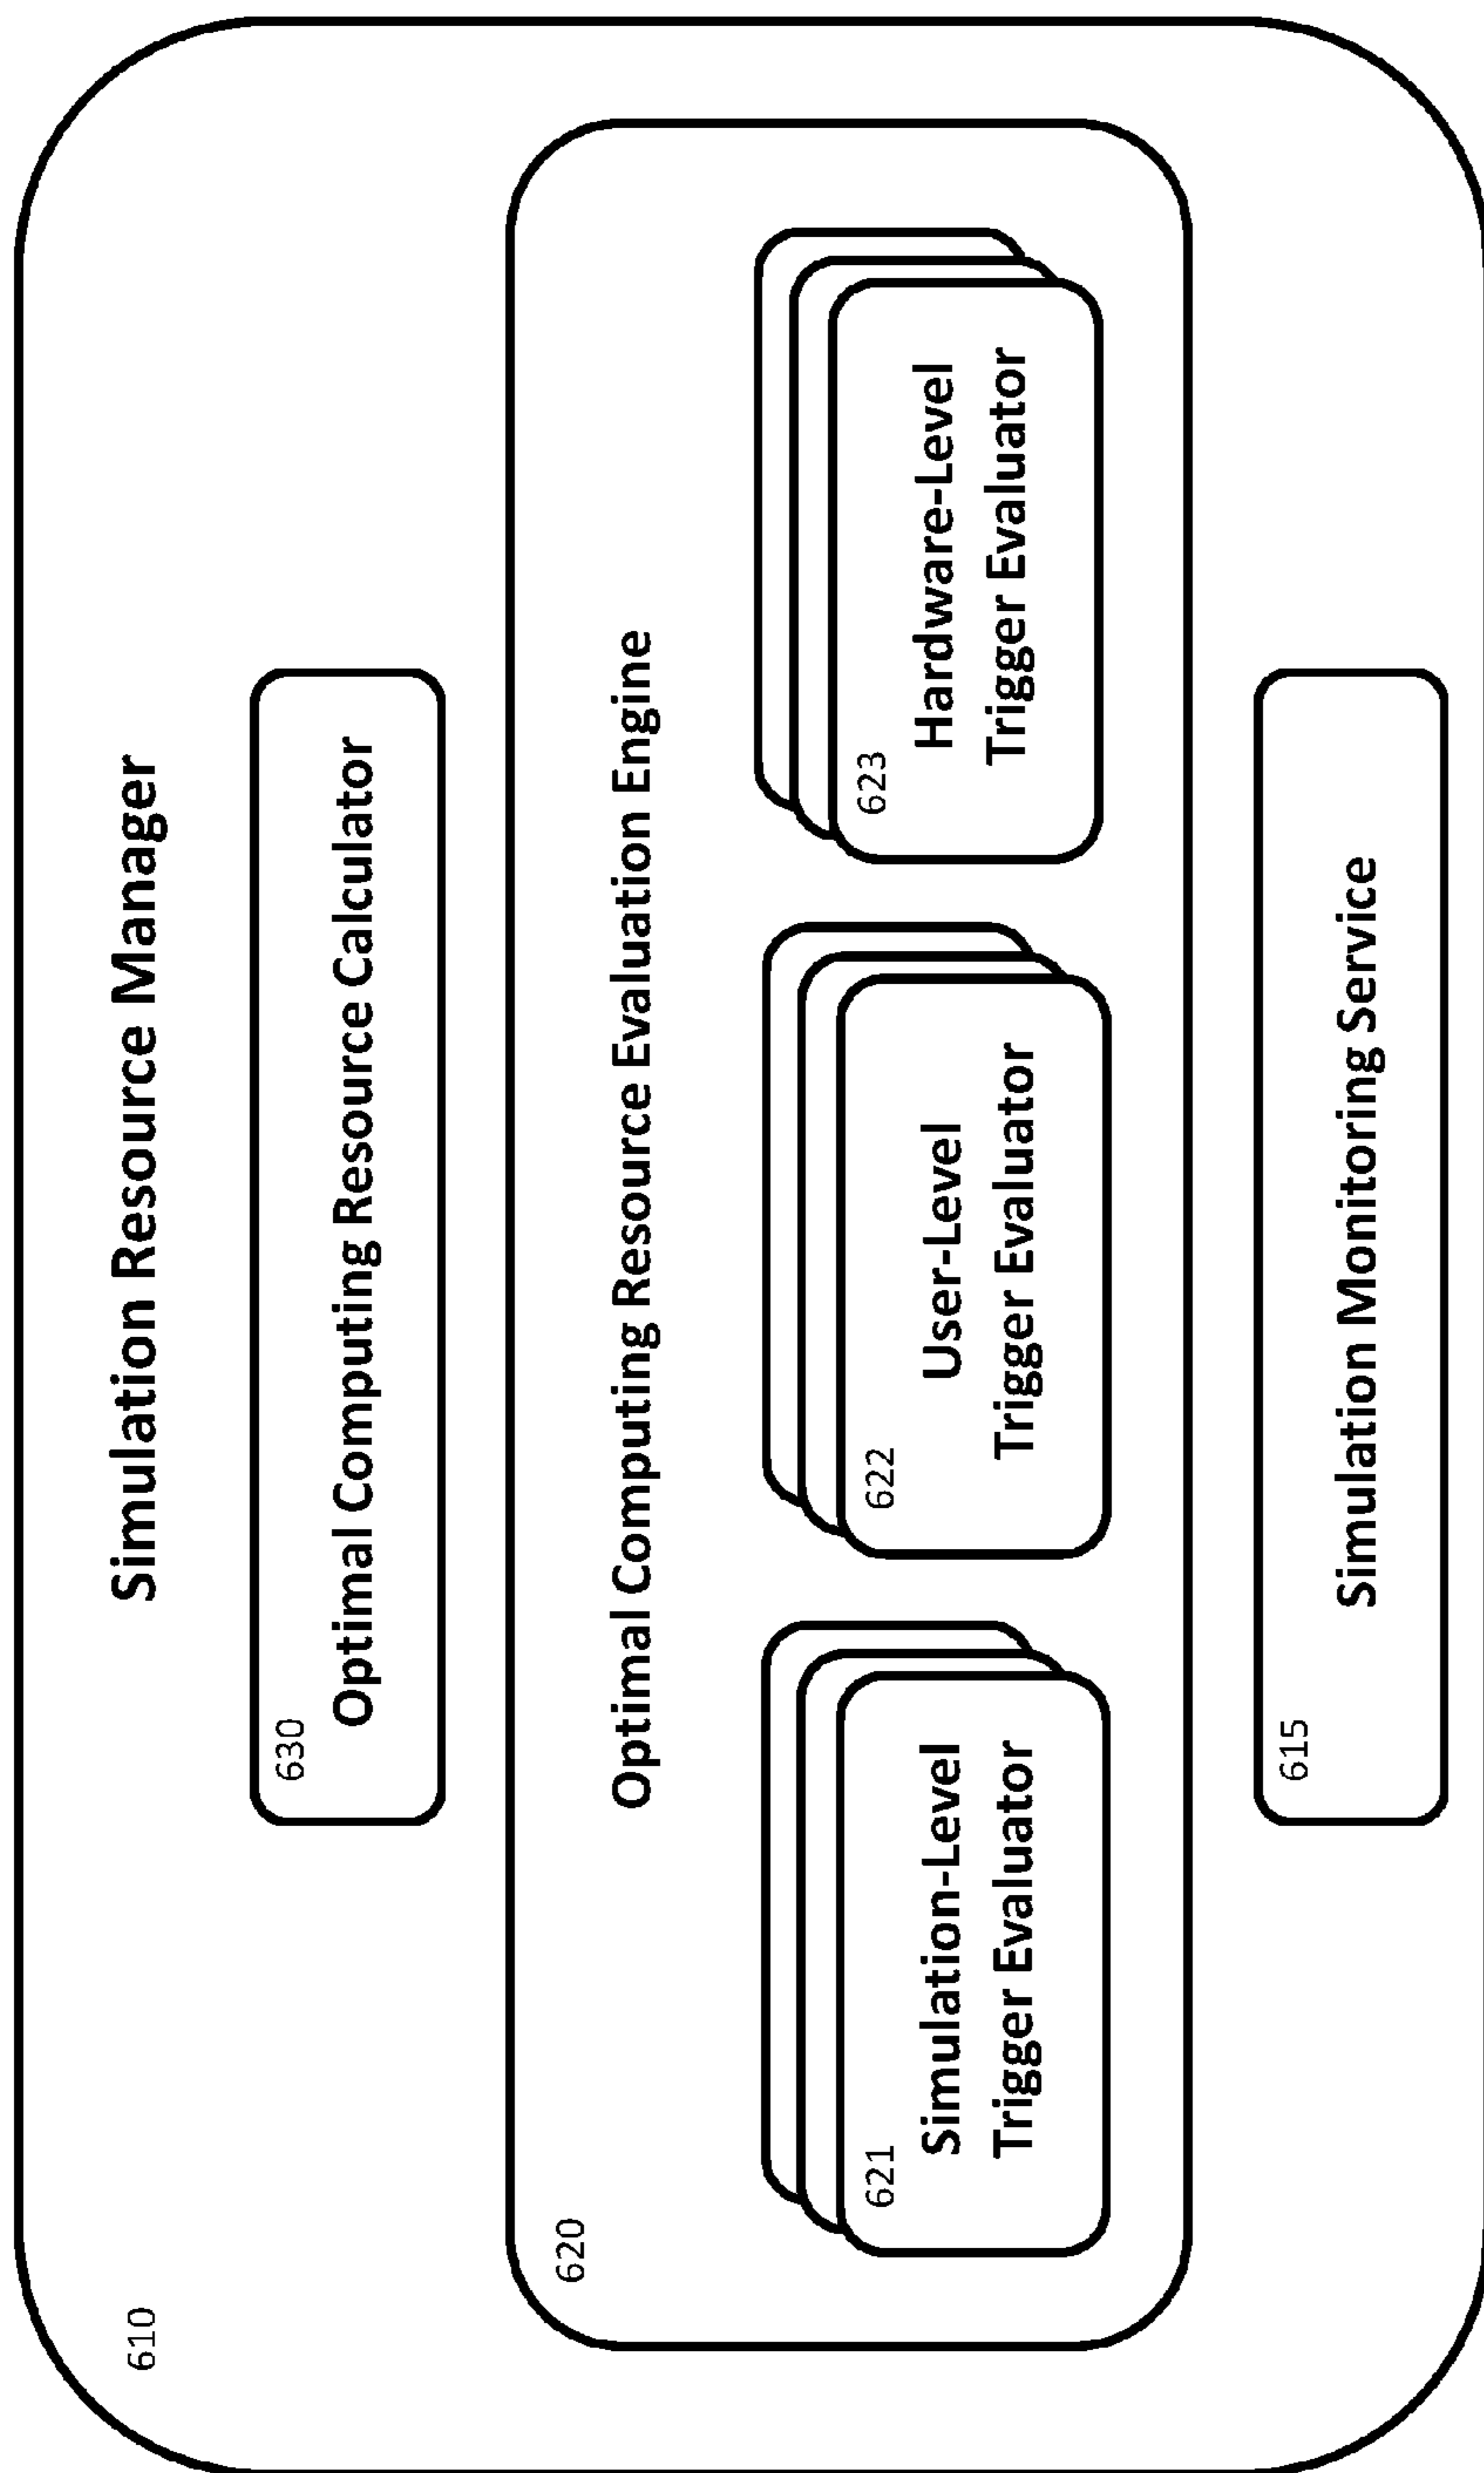 610
Simulation Resource Manager
630
Optimal Computing Resource Calculator
620
Optimal Computing Resource Evaluation Engine
621
Simulation-Level
Trigger Evaluator
622
User-Level
Trigger Evaluator
623
Hardware-Level
Trigger Evaluator
615
Simulation Monitoring Service